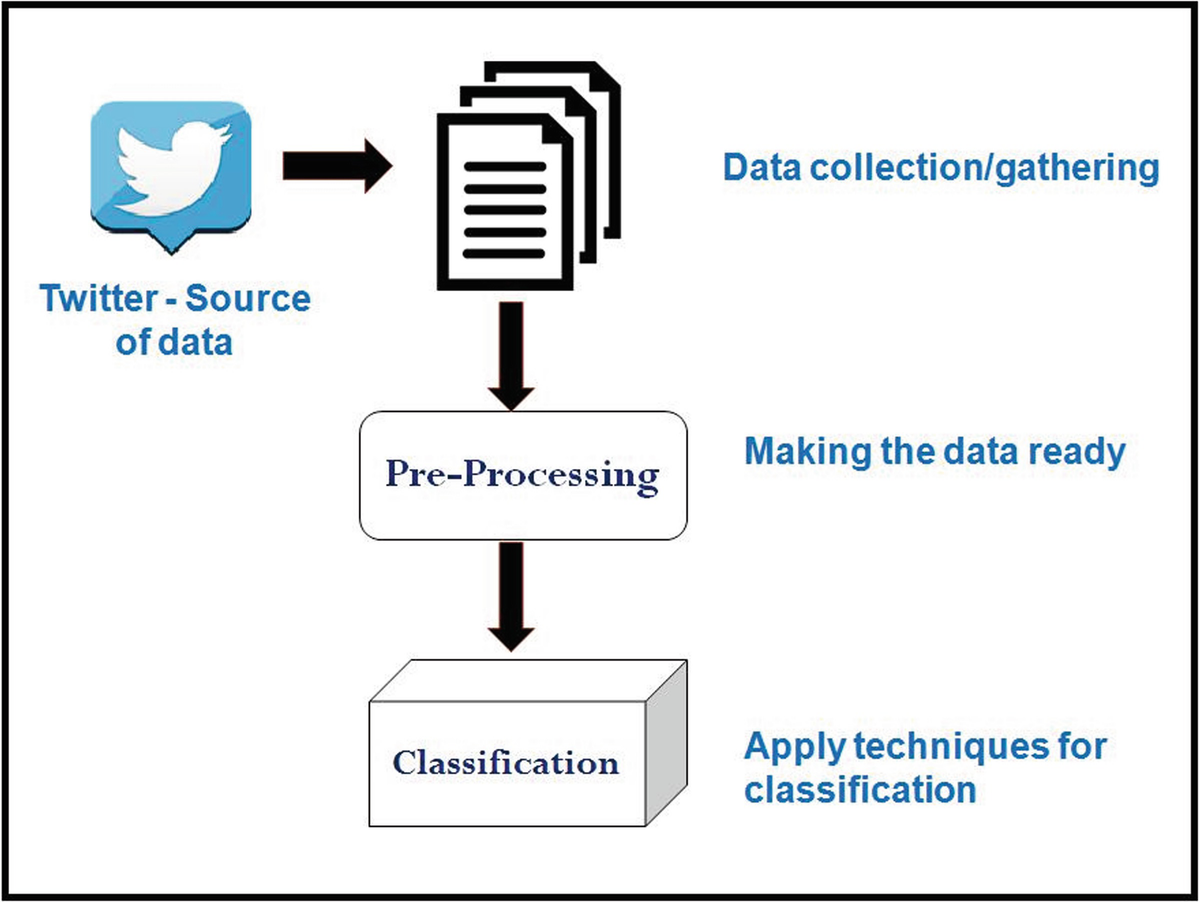 Data collection/gathering
Twitter - Source
of data
Pre-Processing
Making the data ready
Classification
Apply techniques for
classification